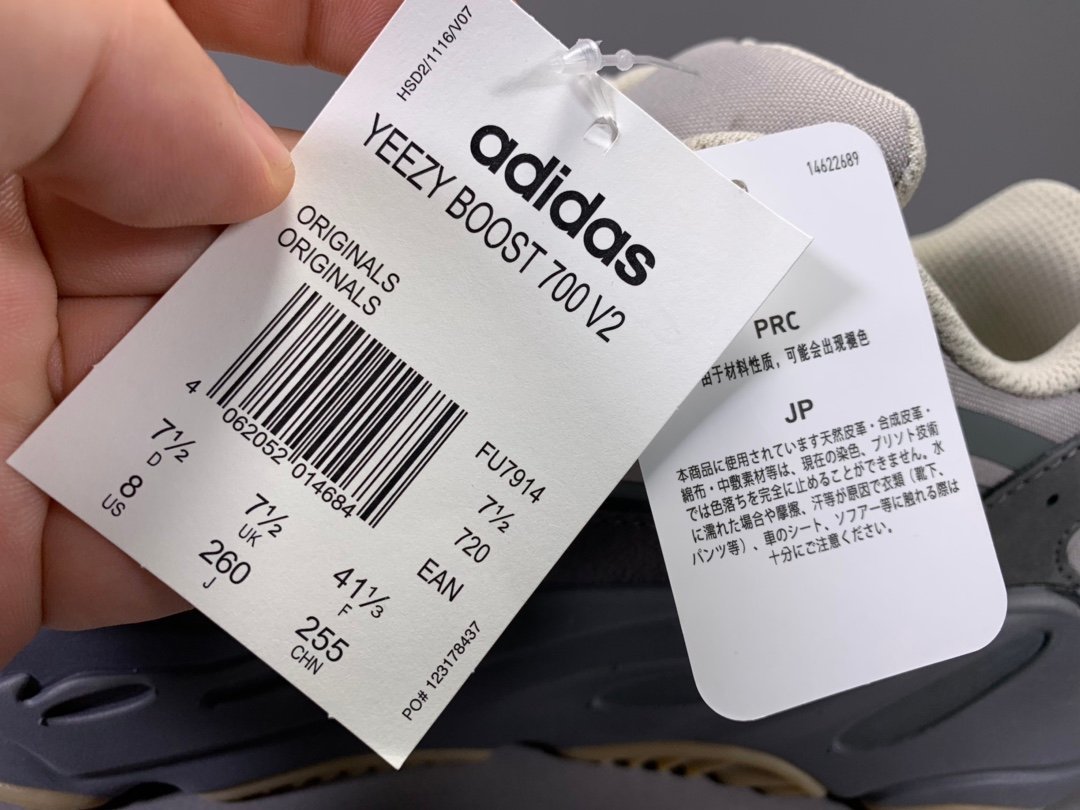 HSD2/1116/V07
adidas
YEEZY BOOST 700 V2
ORIGINALS
ORIGINALS
4 062052 014684
FU7914
7½ D
8 US
7½ UK
7½
720
260 J
41⅓ F
EAN
255 CHN
PO# 123178437
14622689
PRC
由于材料性质，可能会出现褪色
JP
本商品に使用されています天然皮革・合成皮革・
綿布・中敷素材等は、現在の染色、プリント技術
では色落ちを完全に止めることができません。水
に濡れた場合や摩擦、汗等が原因で衣類（靴下、
パンツ等）、車のシート、ソフアー等に触れる際は
十分にご注意ください。